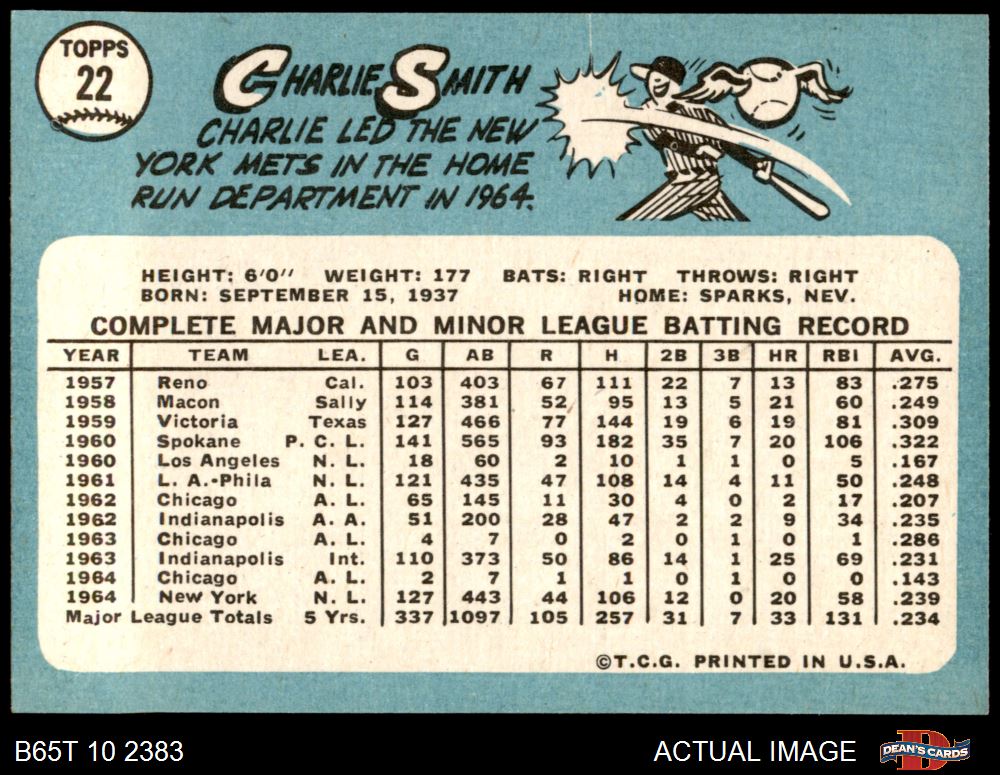 TOPPS
22
CHARLIE SMITH
CHARLIE LED THE NEW
YORK METS IN THE HOME
RUN DEPARTMENT IN 1964.
HEIGHT: 6'0" WEIGHT: 177 BATS: RIGHT THROWS: RIGHT
BORN: SEPTEMBER 15, 1937 HOME: SPARKS, NEV.
COMPLETE MAJOR AND MINOR LEAGUE BATTING RECORD
YEAR TEAM LEA. G AB R H 2B 3B HR RBI AVG.
1957 Reno Cal. 103 403 67 111 22 7 13 83 .275
1958 Macon Sally 114 381 52 95 13 5 21 60 .249
1959 Victoria Texas 127 466 77 144 19 6 19 81 .309
1960 Spokane P. C. L. 141 565 93 182 35 7 20 106 .322
1960 Los Angeles N. L. 18 60 2 10 1 1 0 5 .167
1961 L. A.-Phila N. L. 121 435 47 108 14 4 11 50 .248
1962 Chicago A. L. 65 145 11 30 4 0 2 17 .207
1962 Indianapolis A. A. 51 200 28 47 2 2 9 34 .235
1963 Chicago A. L. 4 7 0 2 0 1 0 1 .286
1963 Indianapolis Int. 110 373 50 86 14 1 25 69 .231
1964 Chicago A. L. 2 7 1 1 0 1 0 0 .143
1964 New York N. L. 127 443 44 106 12 0 20 58 .239
Major League Totals 5 Yrs. 337 1097 105 257 31 7 33 131 .234
©T.C.G. PRINTED IN U.S.A.
B65T 10 2383 ACTUAL IMAGE DEAN'S CARDS